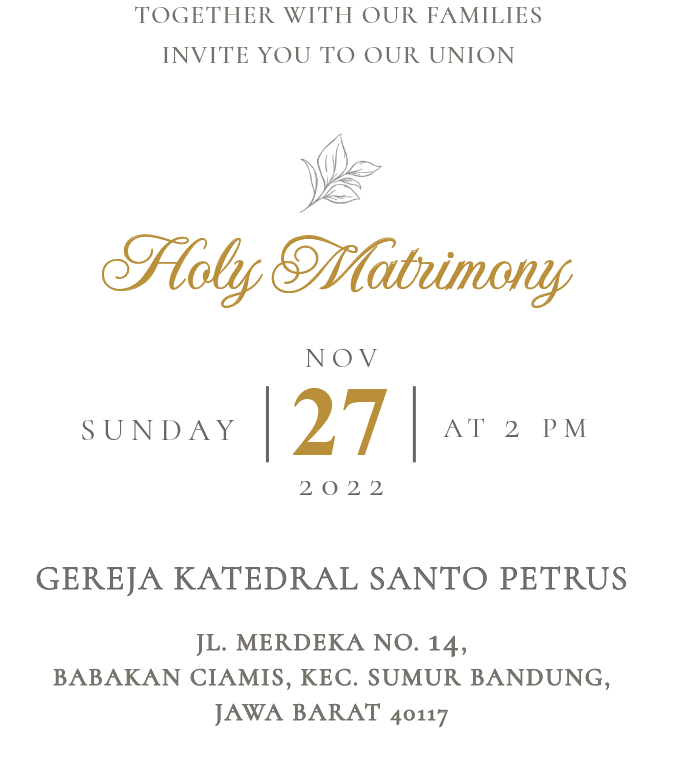 TOGETHER WITH OUR FAMILIES
INVITE YOU TO OUR UNION
Holy Matrimony
NOV
SUNDAY | 27 | AT 2 PM
2022
GEREJA KATEDRAL SANTO PETRUS
JL. MERDEKA NO. 14,
BABAKAN CIAMIS, KEC. SUMUR BANDUNG,
JAWA BARAT 40117